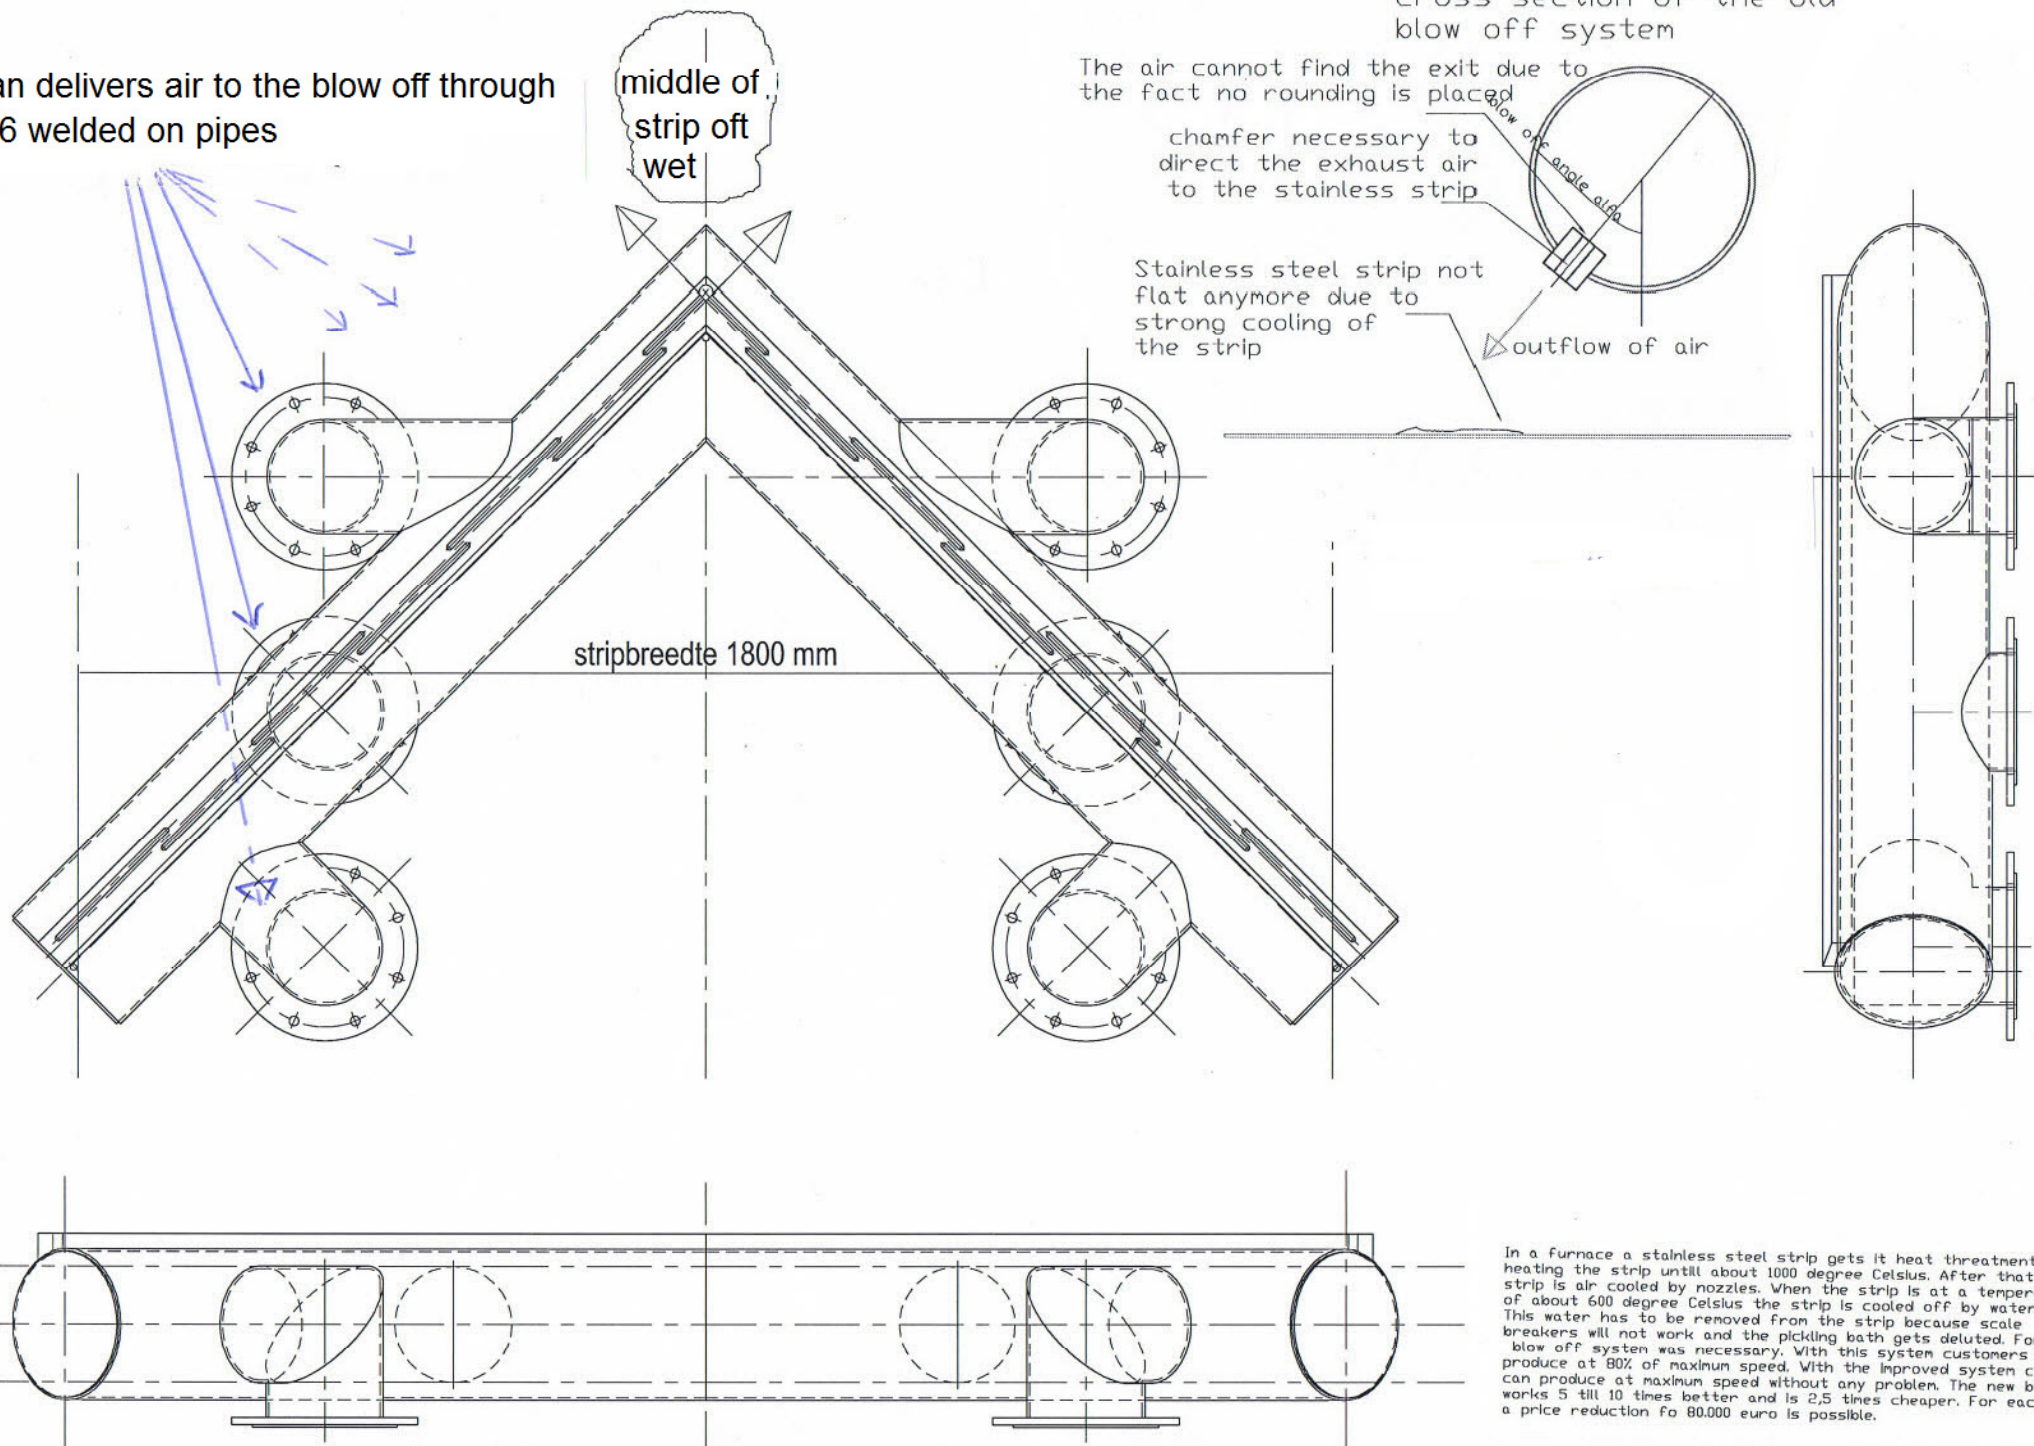 blow off system
an delivers air to the blow off through
6 welded on pipes
middle of
strip oft
wet
The air cannot find the exit due to
the fact no rounding is placed
blow off angle alfa
chamfer necessary to
direct the exhaust air
to the stainless strip
Stainless steel strip not
flat anymore due to
strong cooling of
the strip
outflow of air
stripbreedte 1800 mm
In a furnace a stainless steel strip gets it heat threatment
heating the strip untill about 1000 degree Celsius. After that
strip is air cooled by nozzles. When the strip is at a temper
of about 600 degree Celsius the strip is cooled off by water
This water has to be removed from the strip because scale
breakers will not work and the pickling bath gets deluted. Fo
blow off system was necessary. With this system customers
produce at 80% of maximum speed. With the improved system c
can produce at maximum speed without any problem. The new b
works 5 till 10 times better and is 2,5 times cheaper. For eac
a price reduction fo 80.000 euro is possible.